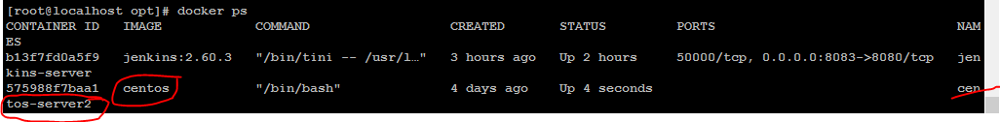 [root@localhost opt]# docker ps
CONTAINER ID IMAGE COMMAND CREATED STATUS PORTS NAM
ES
b13f7fd0a5f9 jenkins:2.60.3 "/bin/tini -- /usr/l…" 3 hours ago Up 2 hours 50000/tcp, 0.0.0.0:8083->8080/tcp jen
kins-server
575988f7baa1 centos "/bin/bash" 4 days ago Up 4 seconds cen
tos-server2